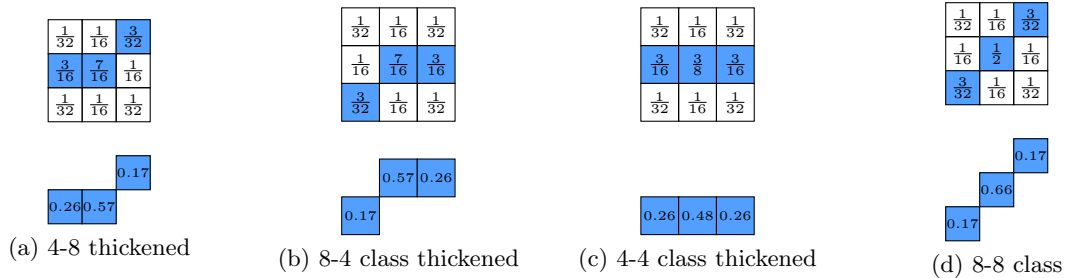 1/32 1/16 3/32
3/16 7/16 1/16
1/32 1/16 1/32
0.17
0.26 0.57
(a) 4-8 thickened
1/32 1/16 1/32
1/16 7/16 3/16
3/32 1/16 1/32
0.57 0.26
0.17
(b) 8-4 class thickened
1/32 1/16 1/32
3/16 3/8 3/16
1/32 1/16 1/32
0.26 0.48 0.26
(c) 4-4 class thickened
1/32 1/16 3/32
1/16 1/2 1/16
3/32 1/16 1/32
0.17
0.66
0.17
(d) 8-8 class